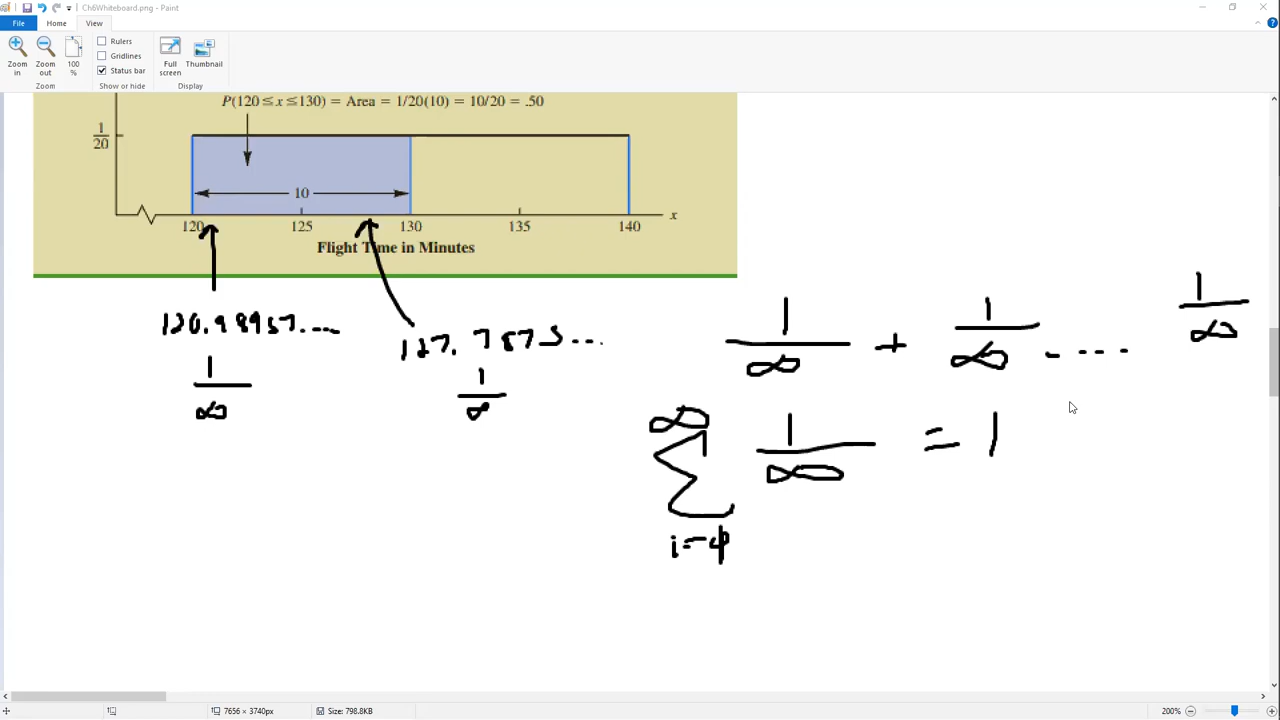 Ch6Whiteboard.png - Paint
File Home View
Zoom in Zoom out 100 % Rulers Gridlines Status bar Full screen Thumbnail
Zoom Show or hide Display
P(120 ≤ x ≤ 130) = Area = 1/20(10) = 10/20 = .50
1/20
10
120 125 130 135 140 x
Flight Time in Minutes
120.98957.... 127.7875...
1/∞ 1/∞
1/∞ + 1/∞ .... 1/∞
∞
Σ 1/∞ = 1
7656 × 3740px Size: 798.8KB 200%